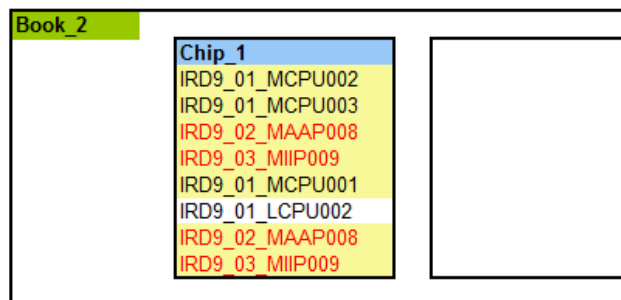 Book_2
Chip_1
IRD9_01_MCPU002
IRD9_01_MCPU003
IRD9_02_MAAP008
IRD9_03_MIIP009
IRD9_01_MCPU001
IRD9_01_LCPU002
IRD9_02_MAAP008
IRD9_03_MIIP009